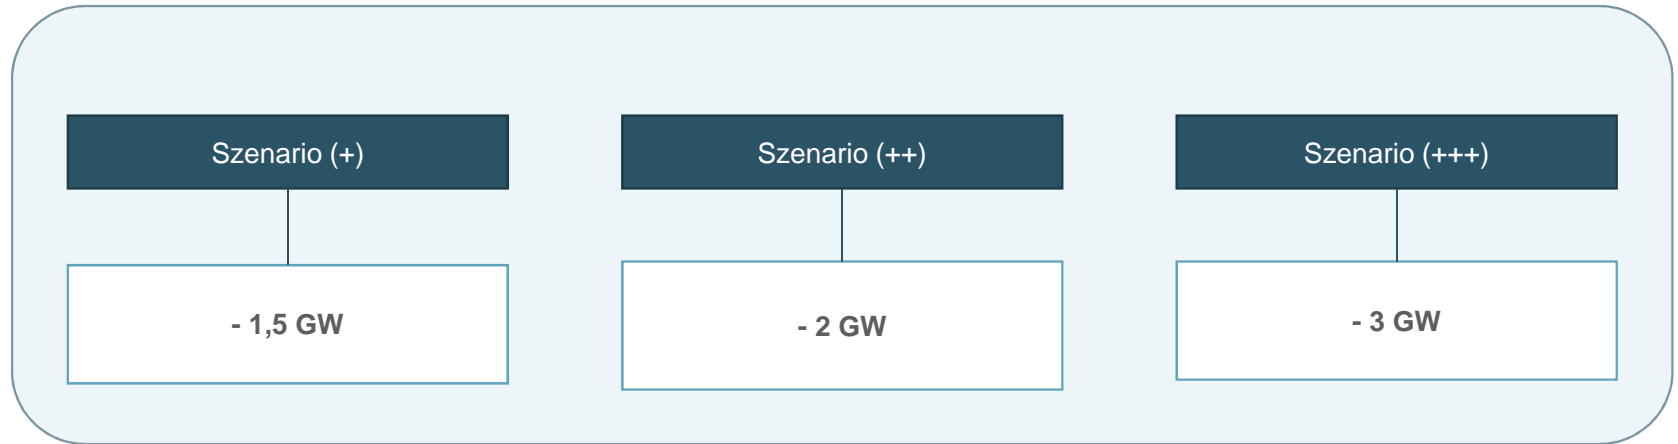 Szenario (+)
Szenario (++)
Szenario (+++)
- 1,5 GW
- 2 GW
- 3 GW